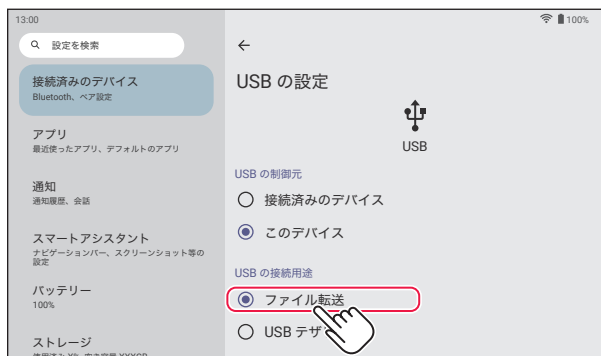 13:00
100%
設定を検索
接続済みのデバイス
Bluetooth、ペア設定
アプリ
最近使ったアプリ、デフォルトのアプリ
通知
通知履歴、会話
スマートアシスタント
ナビゲーションバー、スクリーンショット等の
設定
バッテリー
100%
ストレージ
USB の設定
USB
USB の制御元
接続済みのデバイス
このデバイス
USB の接続用途
ファイル転送
USB テザ